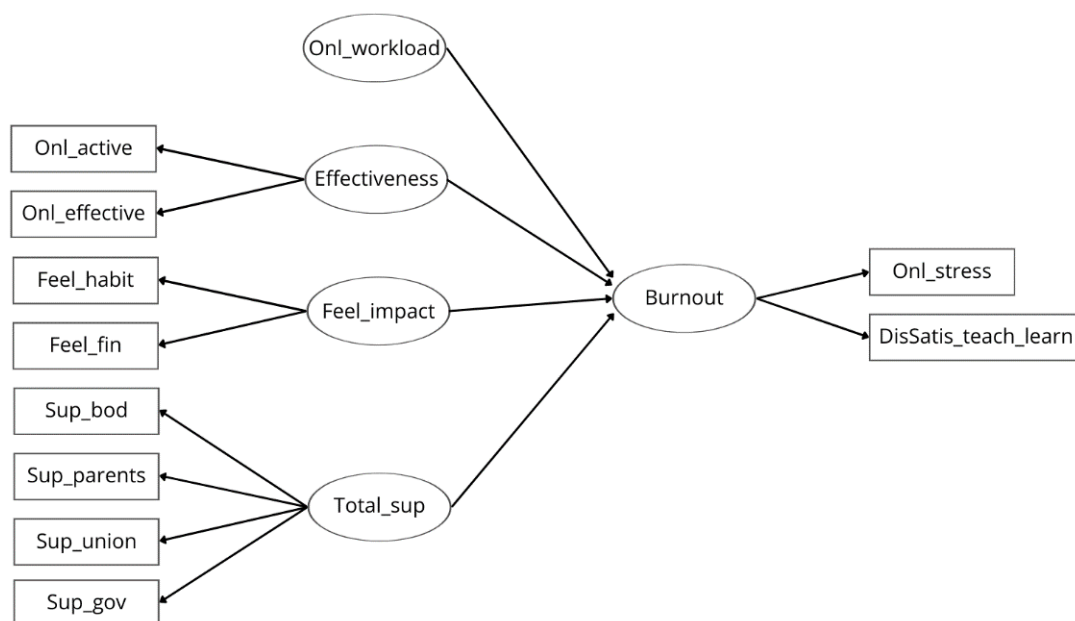 Onl_workload
Onl_active
Effectiveness
Onl_effective
Feel_habit
Feel_impact
Feel_fin
Burnout
Onl_stress
DisSatis_teach_learn
Sup_bod
Sup_parents
Total_sup
Sup_union
Sup_gov